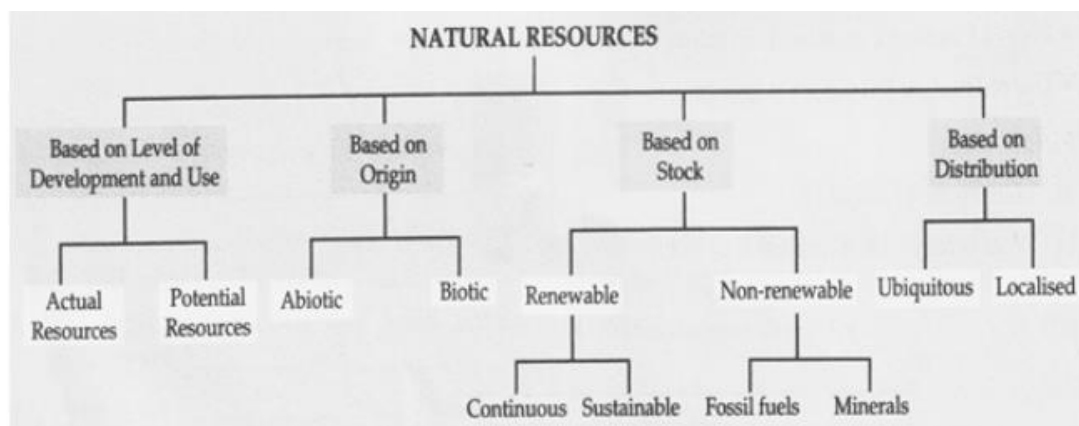 NATURAL RESOURCES
Based on Level of
Development and Use
Based on
Origin
Based on
Stock
Based on
Distribution
Actual
Resources
Potential
Resources
Abiotic
Biotic
Renewable
Non-renewable
Ubiquitous
Localised
Continuous
Sustainable
Fossil fuels
Minerals